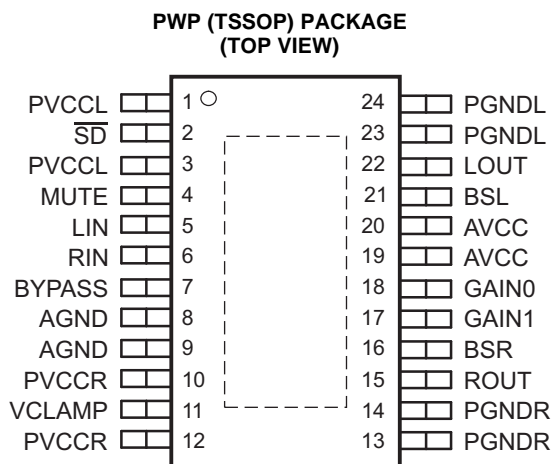 PWP (TSSOP) PACKAGE
(TOP VIEW)
PVCCL 1 24 PGNDL
SD 2 23 PGNDL
PVCCL 3 22 LOUT
MUTE 4 21 BSL
LIN 5 20 AVCC
RIN 6 19 AVCC
BYPASS 7 18 GAIN0
AGND 8 17 GAIN1
AGND 9 16 BSR
PVCCR 10 15 ROUT
VCLAMP 11 14 PGNDR
PVCCR 12 13 PGNDR